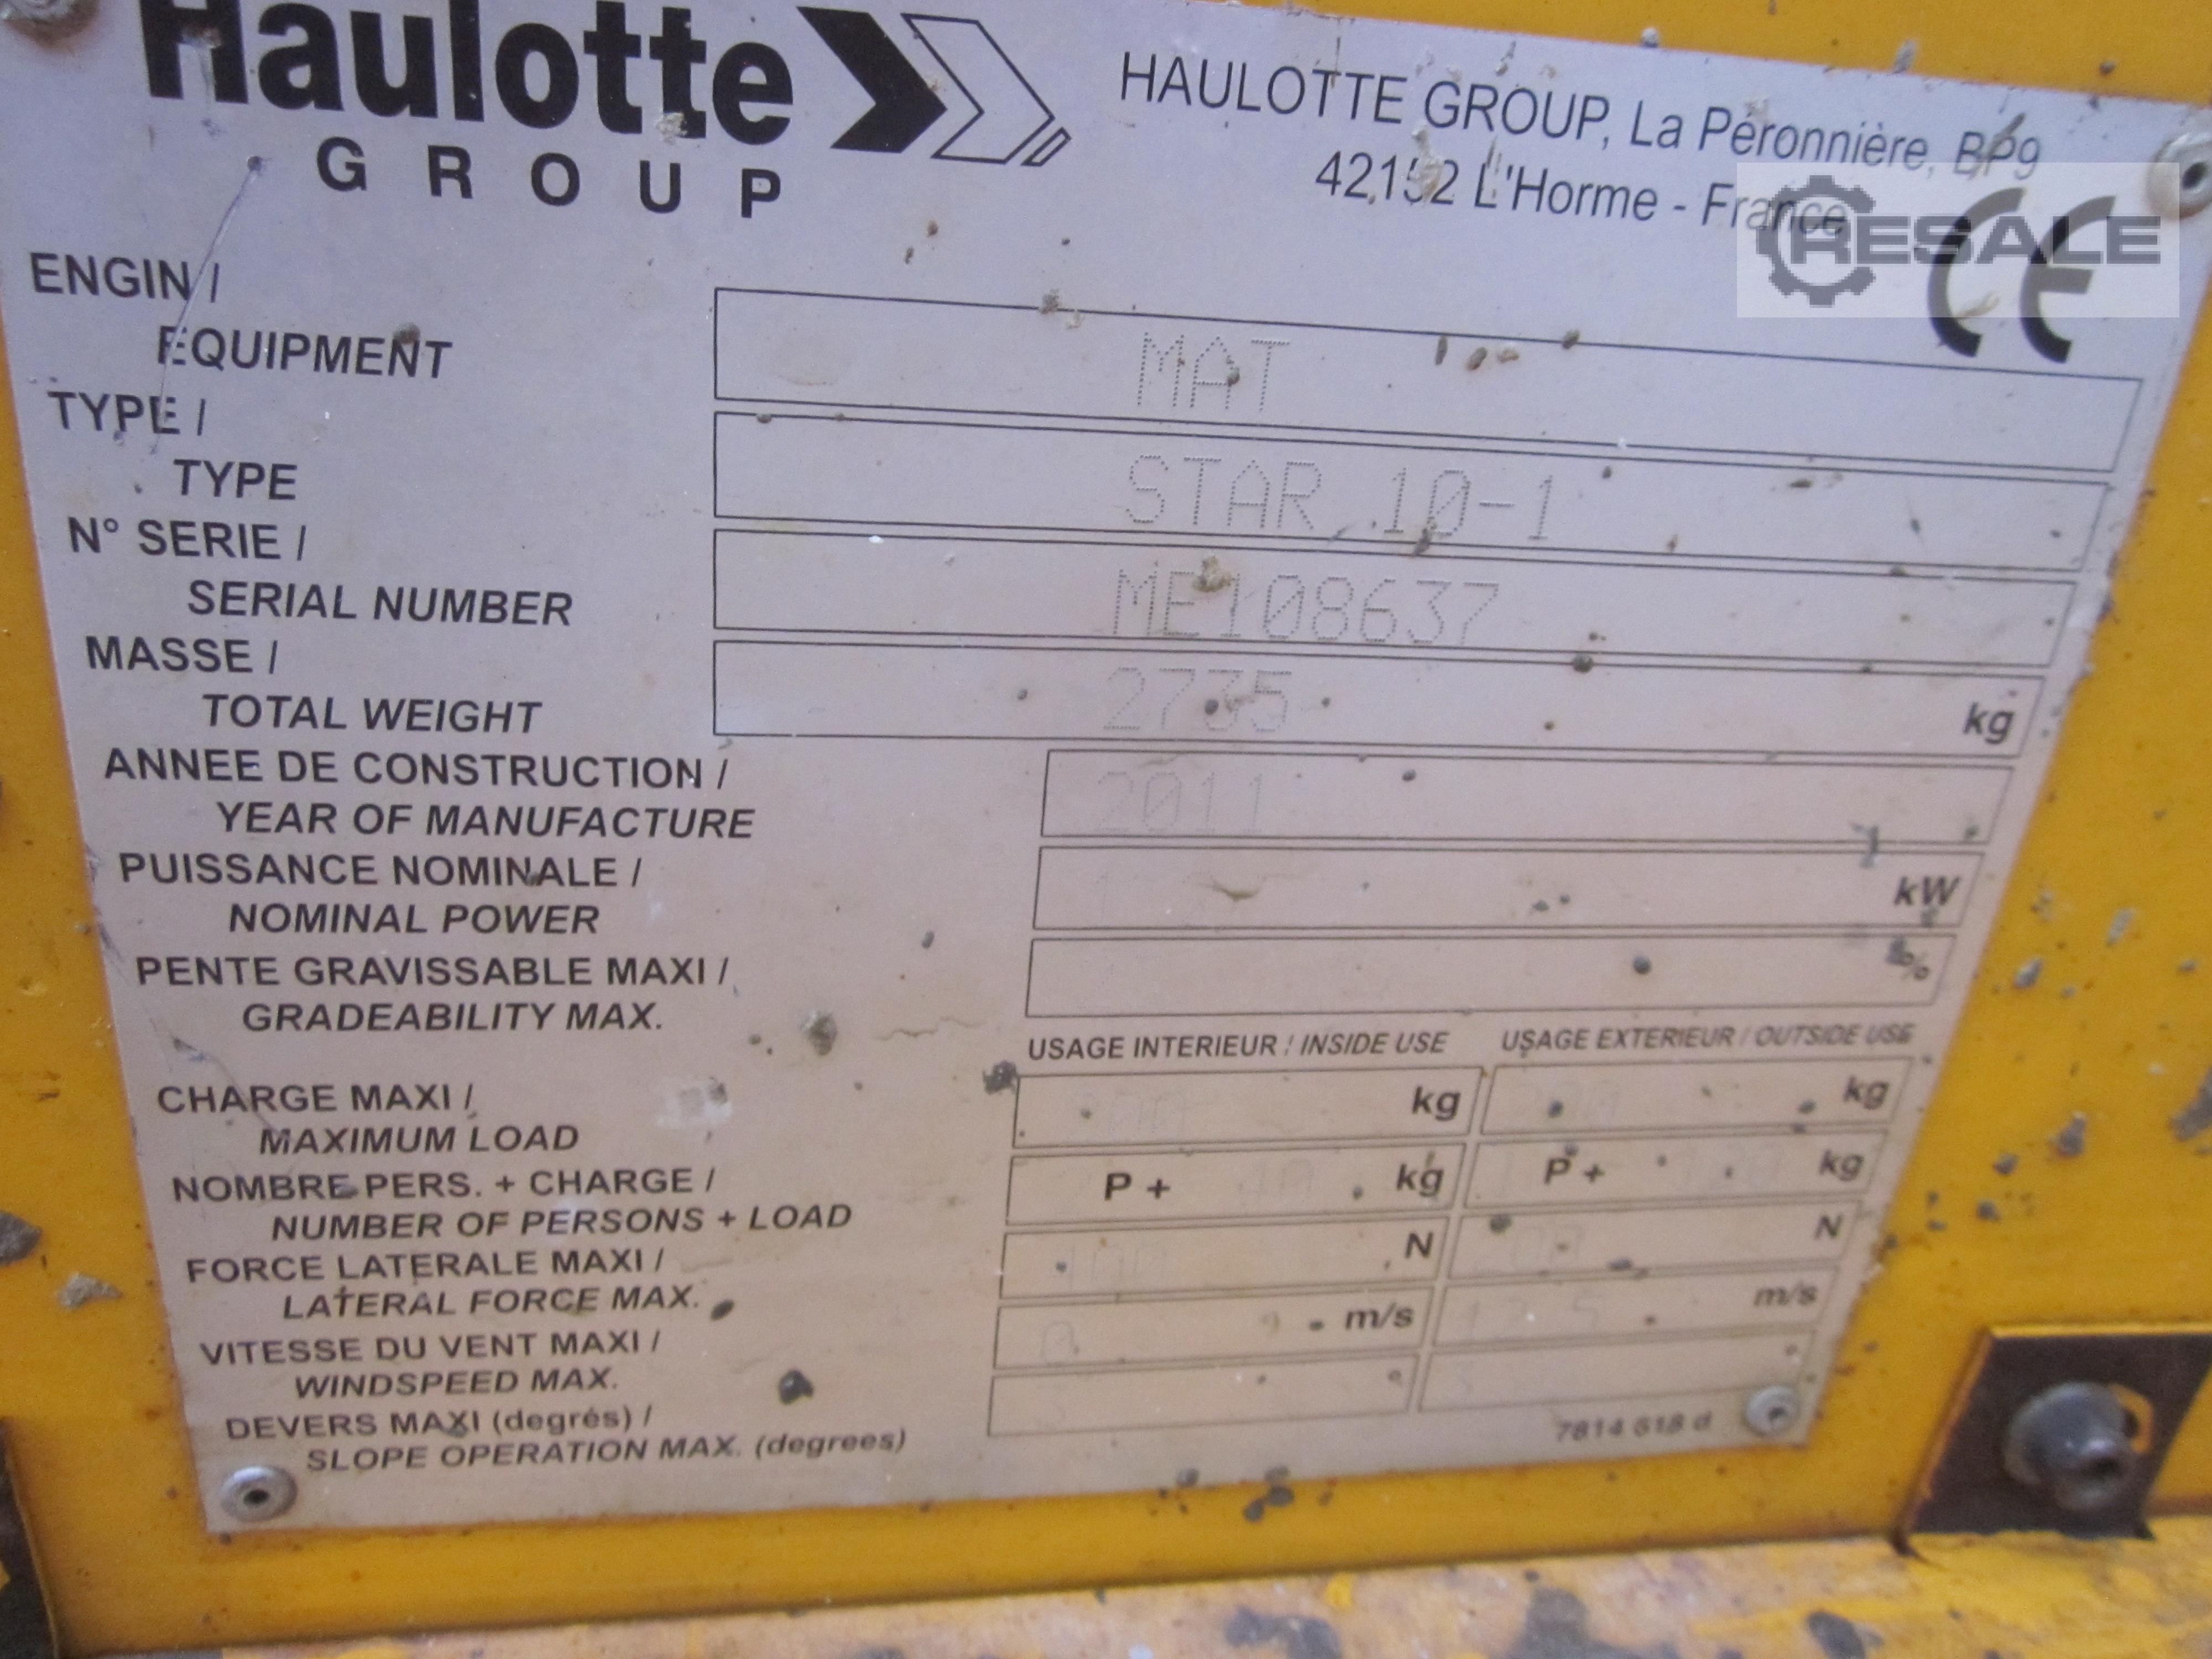 Haulotte
GROUP
HAULOTTE GROUP, La Péronnière, BP9
42152 L'Horme - France
RESALE
CE
ENGIN /
EQUIPMENT
MAT
TYPE /
TYPE
STAR 10-1
N° SERIE /
SERIAL NUMBER
ME108637
MASSE /
TOTAL WEIGHT
2735 kg
ANNEE DE CONSTRUCTION /
YEAR OF MANUFACTURE
2011
PUISSANCE NOMINALE /
NOMINAL POWER
kW
PENTE GRAVISSABLE MAXI /
GRADEABILITY MAX.
%
USAGE INTERIEUR / INSIDE USE USAGE EXTERIEUR / OUTSIDE USE
CHARGE MAXI /
MAXIMUM LOAD
kg kg
NOMBRE PERS. + CHARGE /
NUMBER OF PERSONS + LOAD
P + kg P + kg
FORCE LATERALE MAXI /
LATERAL FORCE MAX.
N N
VITESSE DU VENT MAXI /
WINDSPEED MAX.
m/s m/s
DEVERS MAXI (degrés) /
SLOPE OPERATION MAX. (degrees)
7814 618 d